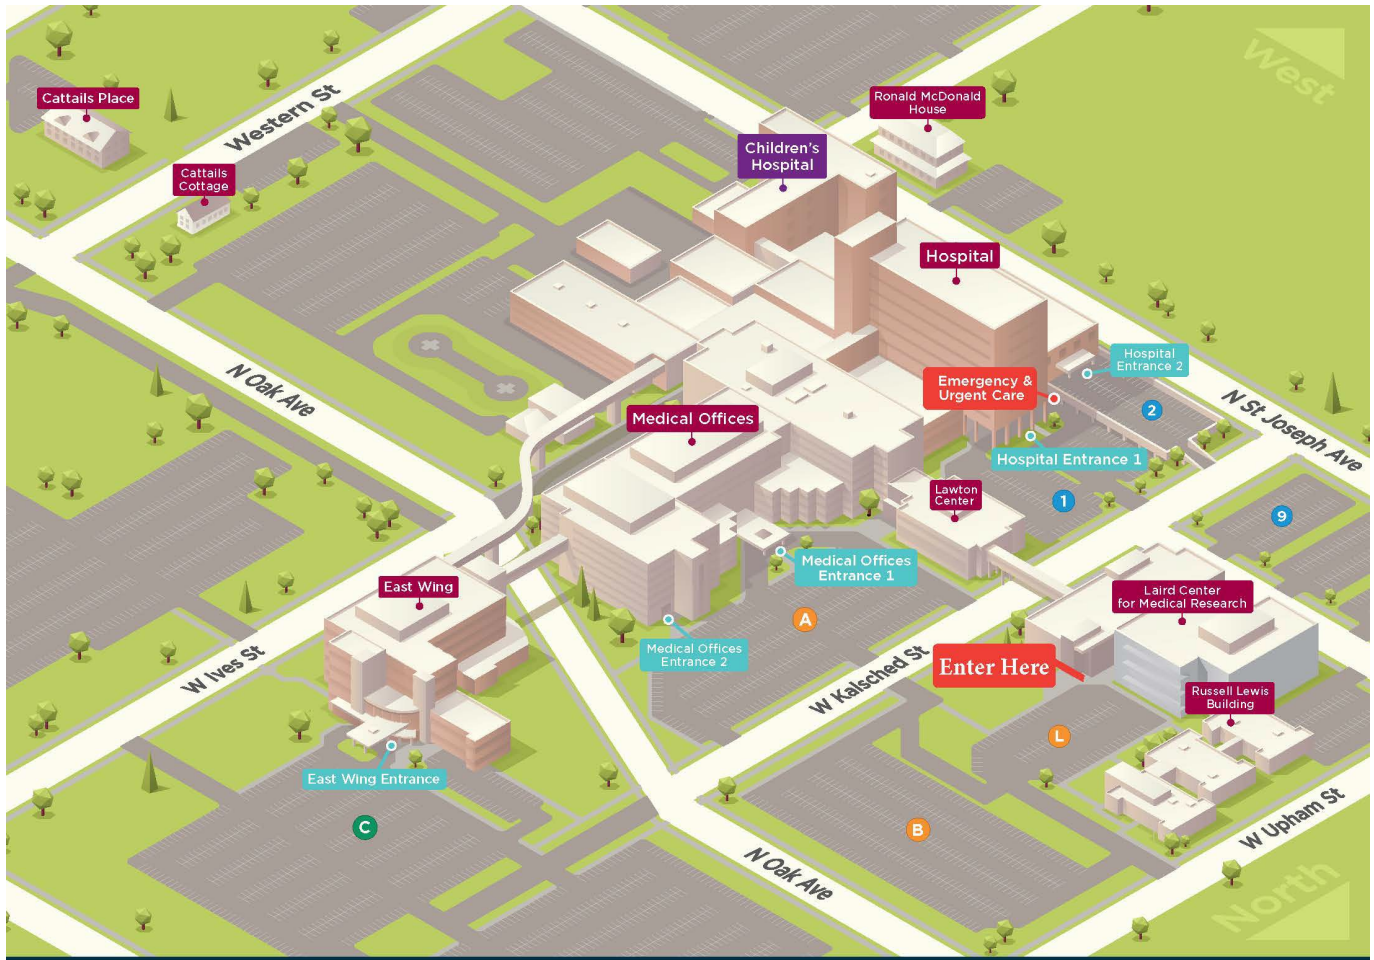 West
Cattails Place
Western St
Ronald McDonald
House
Children's
Hospital
Cattails
Cottage
Hospital
N Oak Ave
Hospital
Entrance 2
Emergency &
Urgent Care
2
N St Joseph Ave
Medical Offices
Hospital Entrance 1
Lawton
Center
1
9
Medical Offices
Entrance 1
East Wing
Laird Center
for Medical Research
A
Medical Offices
Entrance 2
W Ives St
W Kalsched St
Enter Here
Russell Lewis
Building
L
East Wing Entrance
C
B
W Upham St
N Oak Ave
North